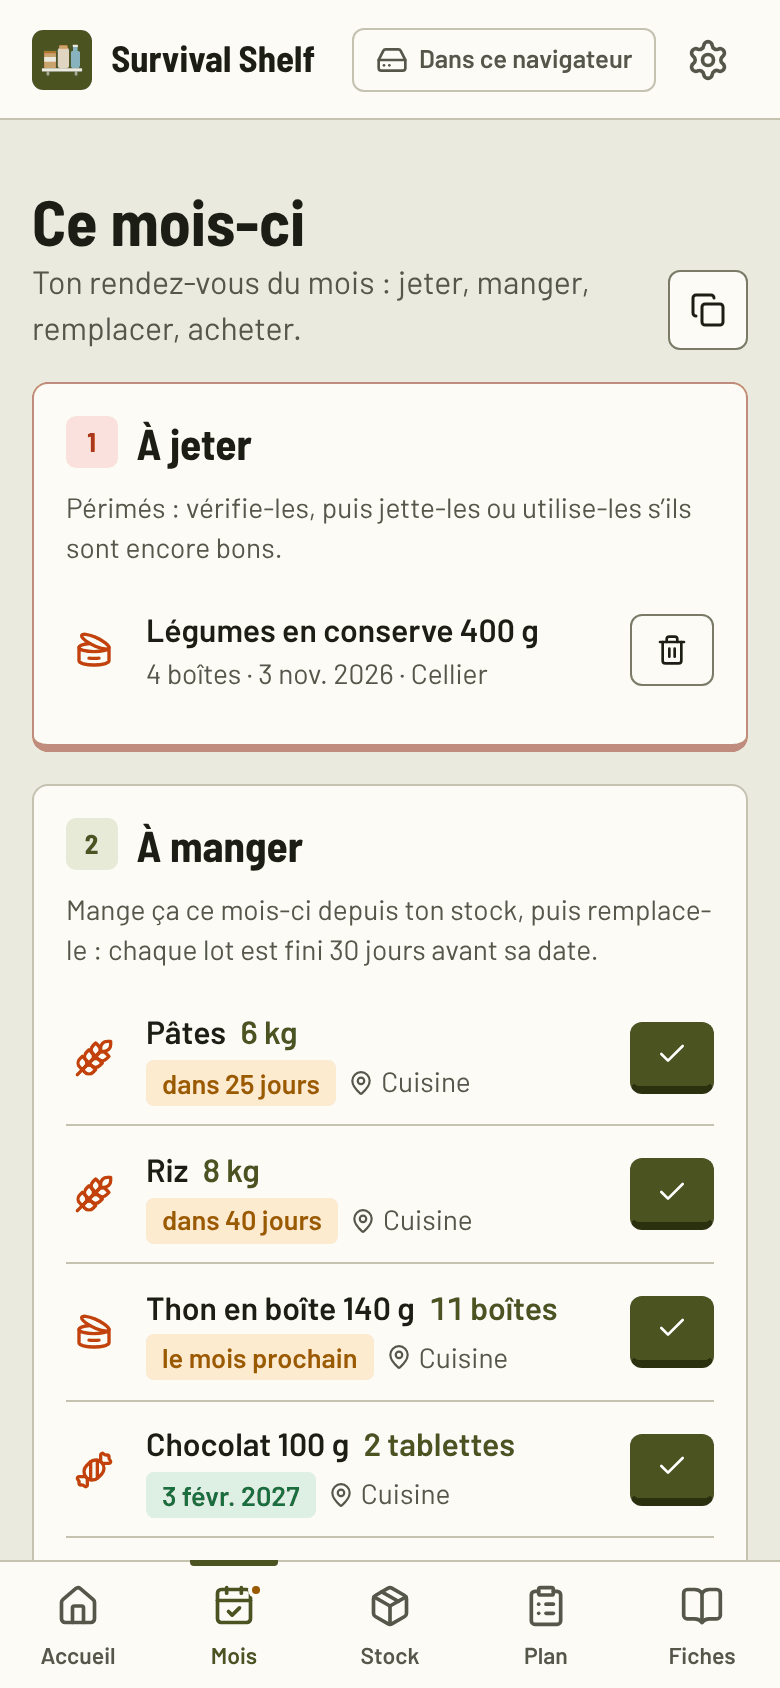 Survival Shelf
Dans ce navigateur
Ce mois-ci
Ton rendez-vous du mois : jeter, manger,
remplacer, acheter.
1 À jeter
Périmés : vérifie-les, puis jette-les ou utilise-les s’ils
sont encore bons.
Légumes en conserve 400 g
4 boîtes · 3 nov. 2026 · Cellier
2 À manger
Mange ça ce mois-ci depuis ton stock, puis remplace-
le : chaque lot est fini 30 jours avant sa date.
Pâtes 6 kg
dans 25 jours Cuisine
Riz 8 kg
dans 40 jours Cuisine
Thon en boîte 140 g 11 boîtes
le mois prochain Cuisine
Chocolat 100 g 2 tablettes
3 févr. 2027 Cuisine
Accueil Mois Stock Plan Fiches